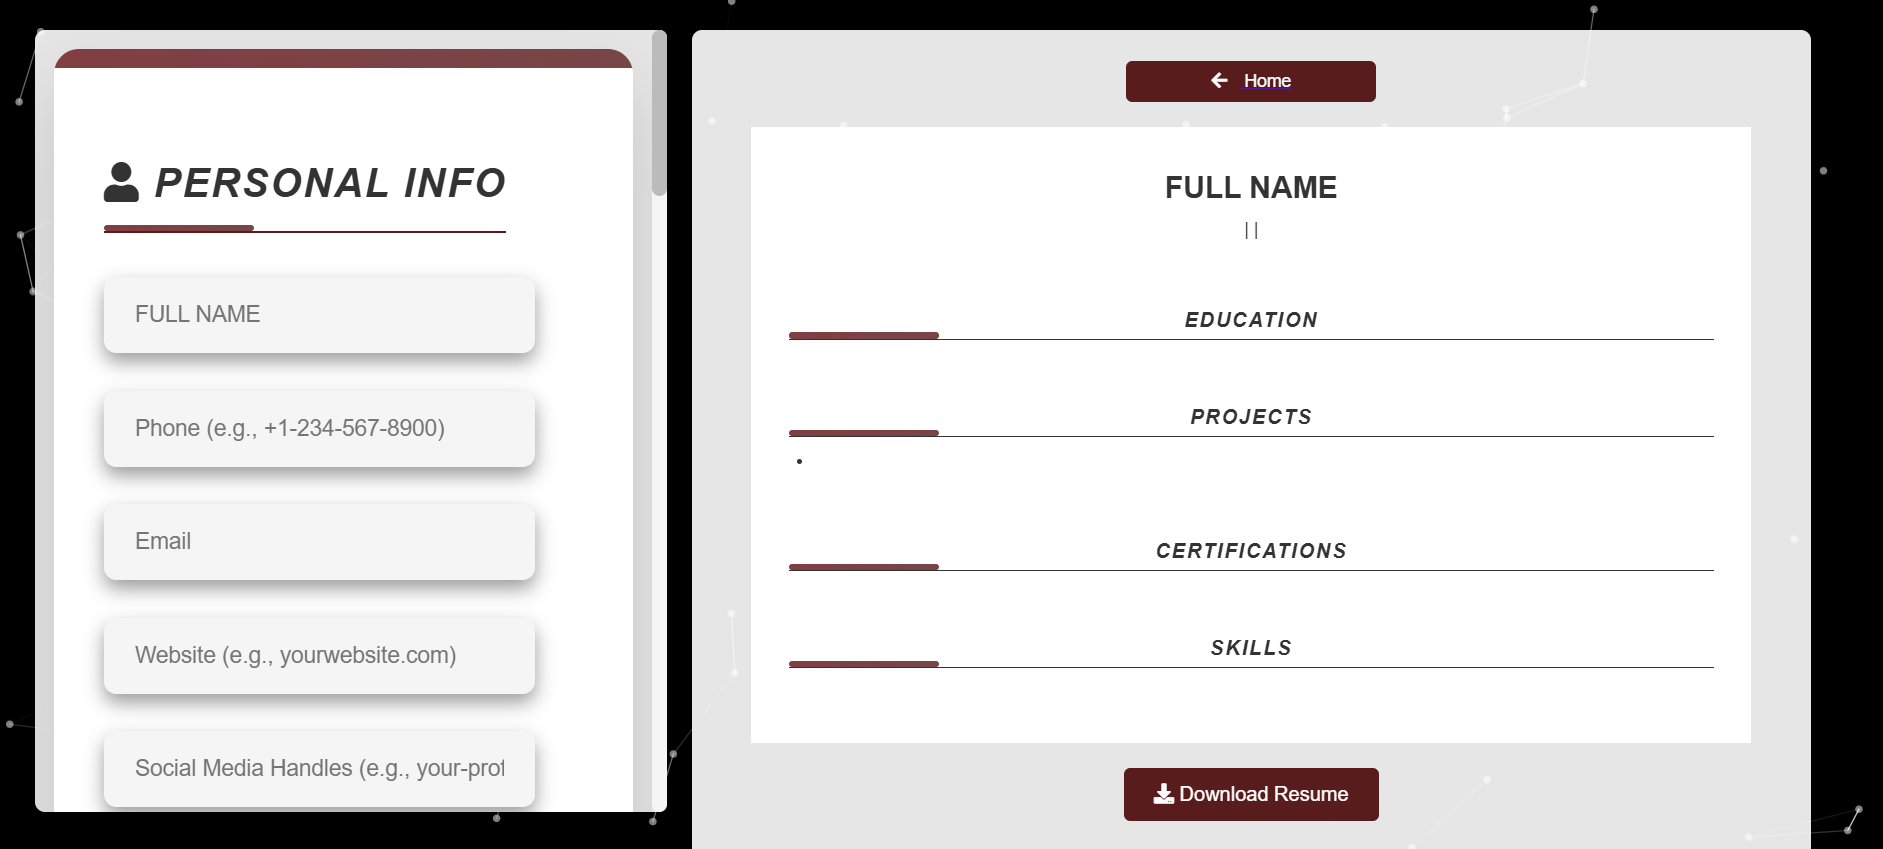 PERSONAL INFO
FULL NAME
Phone (e.g., +1-234-567-8900)
Email
Website (e.g., yourwebsite.com)
Social Media Handles (e.g., your-prof
Home
FULL NAME
| |
EDUCATION
PROJECTS
•
CERTIFICATIONS
SKILLS
Download Resume